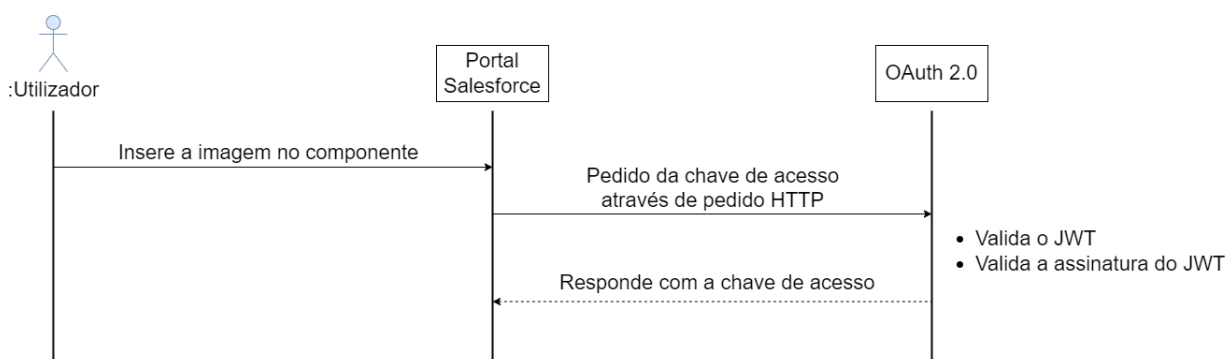 :Utilizador
Portal
Salesforce
OAuth 2.0
Insere a imagem no componente
Pedido da chave de acesso
através de pedido HTTP
• Valida o JWT
• Valida a assinatura do JWT
Responde com a chave de acesso